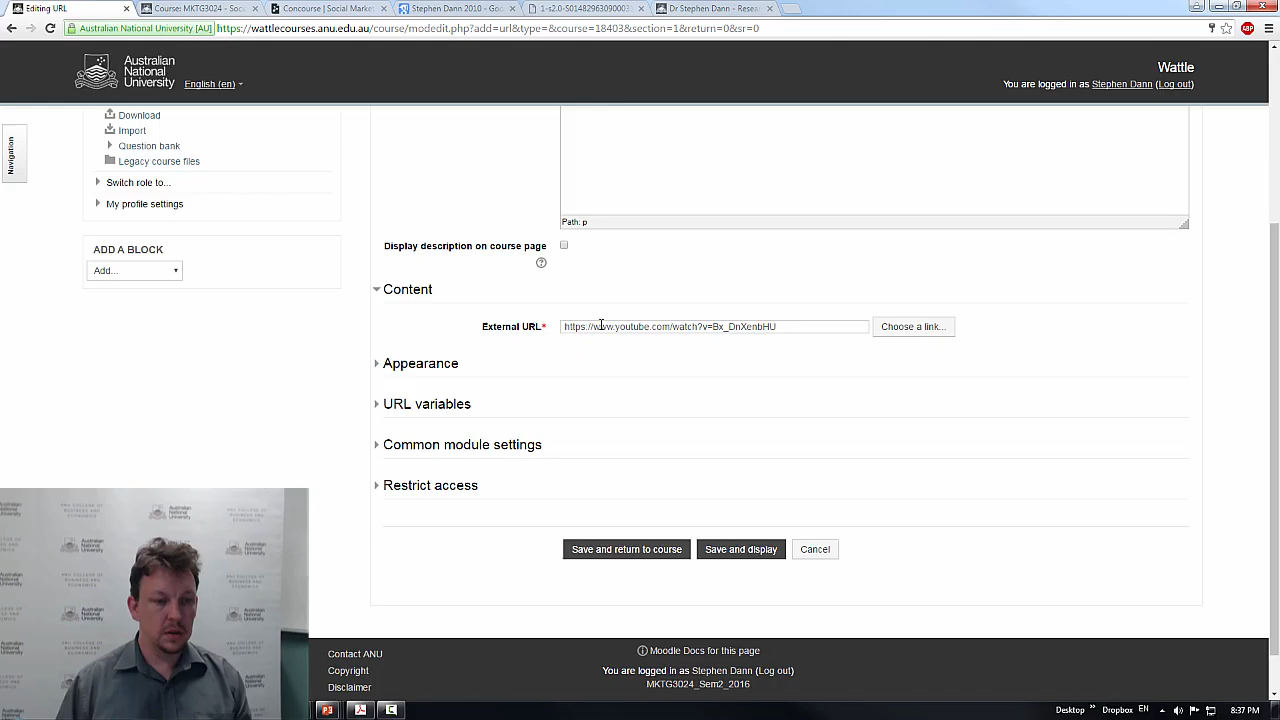 Editing URL
Course: MKTG3024 - Soc
Concourse | Social Market
Stephen Dann 2010 - Goo
1-s2.0-S014829630900031
Dr Stephen Dann - Resea
Australian National University [AU] https://wattlecourses.anu.edu.au/course/modedit.php?add=url&type=&course=18403&section=1&return=0&sr=0
Australian National University
English (en)
Wattle
You are logged in as Stephen Dann (Log out)
Navigation
Download
Import
Question bank
Legacy course files
Switch role to...
My profile settings
ADD A BLOCK
Add...
Path: p
Display description on course page
Content
External URL*
https://www.youtube.com/watch?v=Bx_DnXenbHU
Choose a link...
Appearance
URL variables
Common module settings
Restrict access
Save and return to course
Save and display
Cancel
Contact ANU
Copyright
Disclaimer
Moodle Docs for this page
You are logged in as Stephen Dann (Log out)
MKTG3024_Sem2_2016
Desktop
Dropbox
EN
8:37 PM